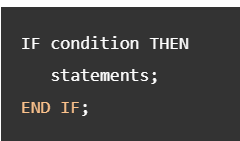 IF condition THEN
   statements;
END IF;